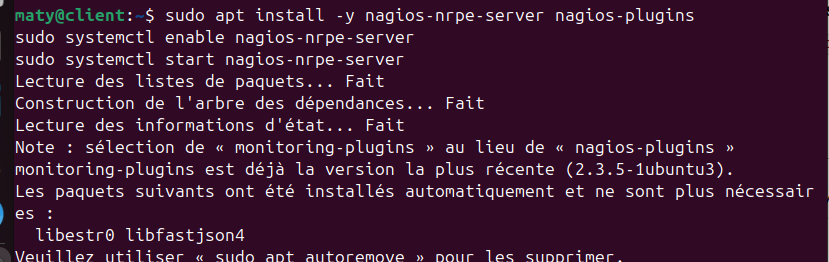 maty@client:~$ sudo apt install -y nagios-nrpe-server nagios-plugins
sudo systemctl enable nagios-nrpe-server
sudo systemctl start nagios-nrpe-server
Lecture des listes de paquets... Fait
Construction de l'arbre des dépendances... Fait
Lecture des informations d'état... Fait
Note : sélection de « monitoring-plugins » au lieu de « nagios-plugins »
monitoring-plugins est déjà la version la plus récente (2.3.5-1ubuntu3).
Les paquets suivants ont été installés automatiquement et ne sont plus nécessair
es :
  libestr0 libfastjson4
Veuillez utiliser « sudo apt autoremove » pour les supprimer.